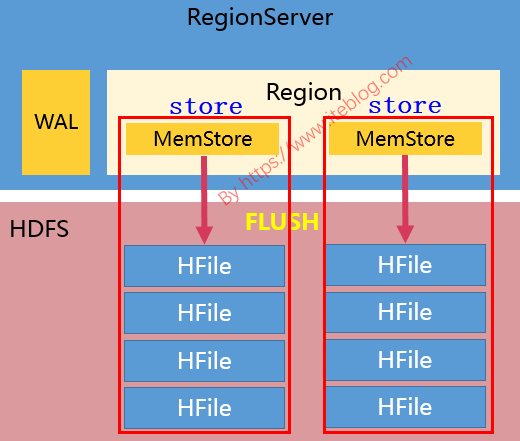 RegionServer
Region
WAL
store
store
MemStore
MemStore
By https://www.iteblog.com
HDFS
FLUSH
HFile
HFile
HFile
HFile
HFile
HFile
HFile
HFile